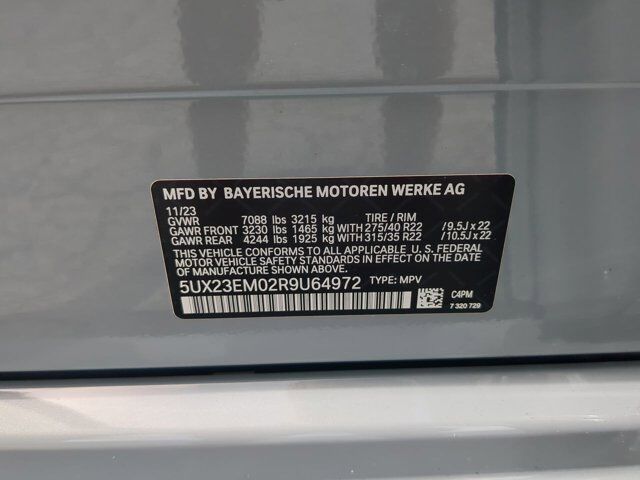 MFD BY BAYERISCHE MOTOREN WERKE AG
11/23
GVWR 7088 lbs 3215 kg TIRE / RIM
GAWR FRONT 3230 lbs 1465 kg WITH 275/40 R22 / 9.5J x 22
GAWR REAR 4244 lbs 1925 kg WITH 315/35 R22 / 10.5J x 22
THIS VEHICLE CONFORMS TO ALL APPLICABLE U.S. FEDERAL
MOTOR VEHICLE SAFETY STANDARDS IN EFFECT ON THE
DATE OF MANUFACTURE SHOWN ABOVE.
5UX23EM02R9U64972 TYPE: MPV
C4PM
7 320 729